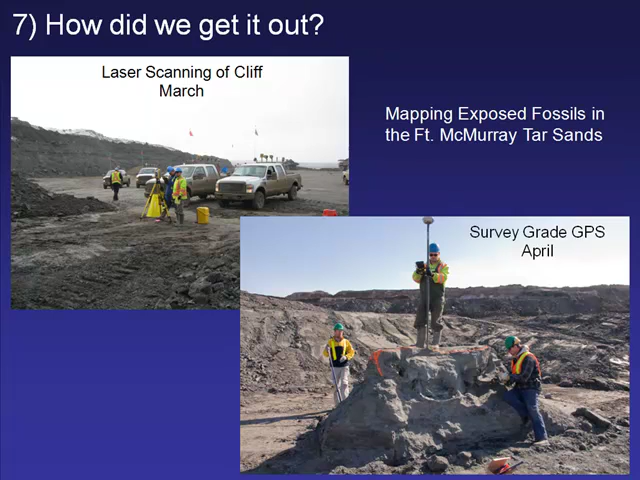 7) How did we get it out?
Laser Scanning of Cliff
March
Mapping Exposed Fossils in
the Ft. McMurray Tar Sands
Survey Grade GPS
April